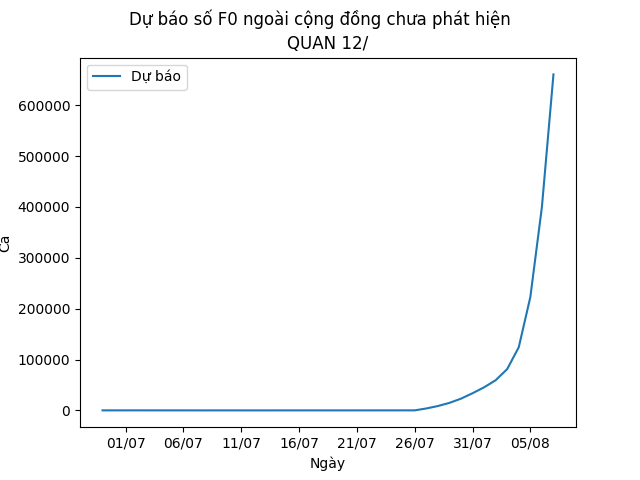 Dự báo số F0 ngoài cộng đồng chưa phát hiện
QUAN 12/
Dự báo
600000
500000
400000
300000
200000
100000
0
Ca
01/07 06/07 11/07 16/07 21/07 26/07 31/07 05/08
Ngày